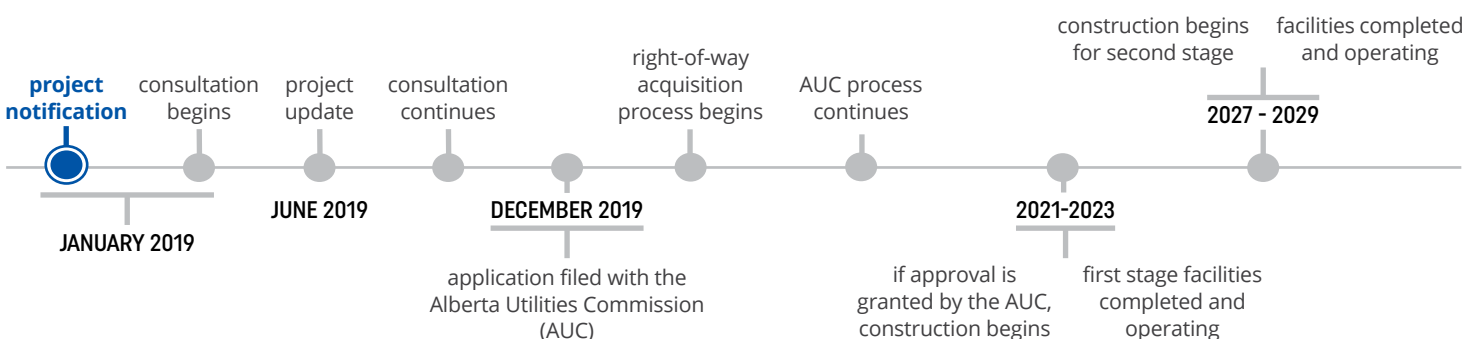 project
notification
consultation
begins
JANUARY 2019
project
update
JUNE 2019
consultation
continues
DECEMBER 2019
application filed with the
Alberta Utilities Commission
(AUC)
right-of-way
acquisition
process begins
AUC process
continues
2021-2023
if approval is
granted by the AUC,
construction begins
first stage facilities
completed and
operating
construction begins
for second stage
facilities completed
and operating
2027 - 2029